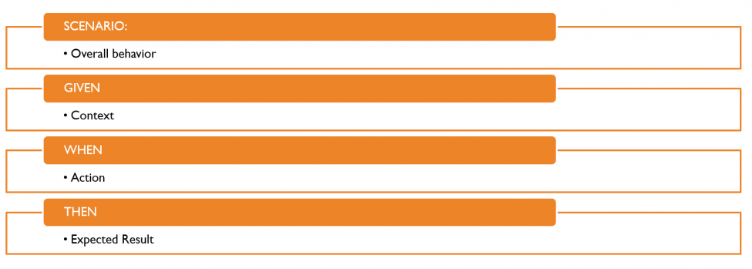 SCENARIO:
• Overall behavior
GIVEN
• Context
WHEN
• Action
THEN
• Expected Result